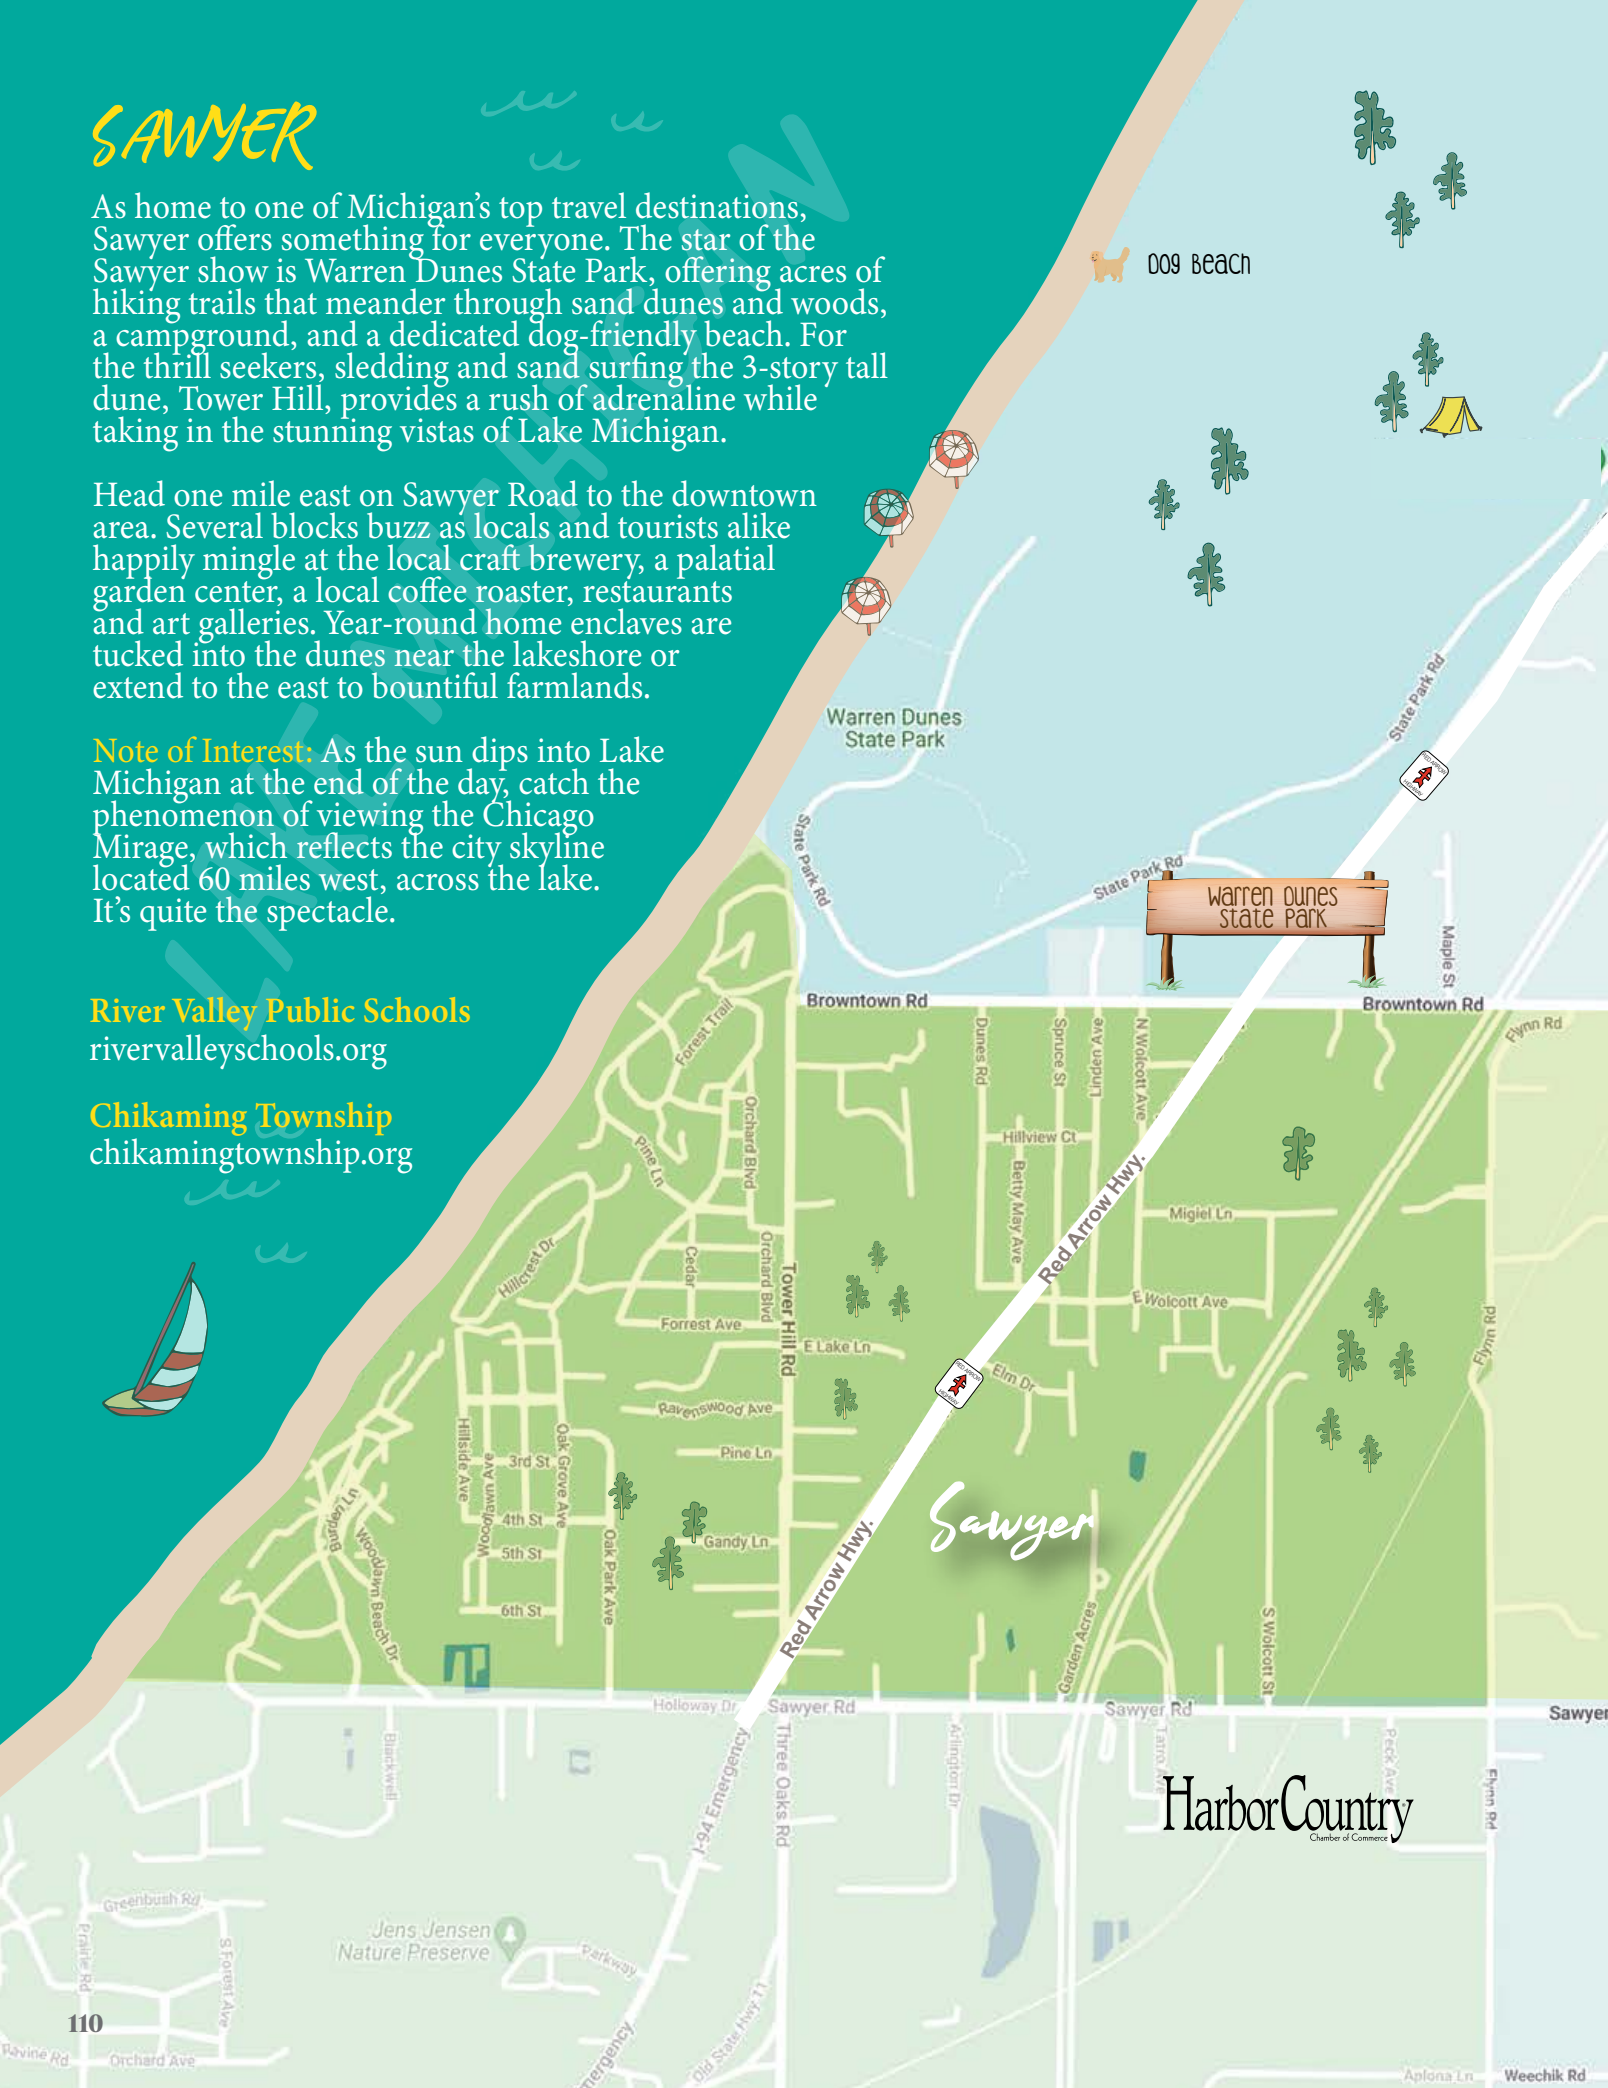 SAWYER
As home to one of Michigan’s top travel destinations,
Sawyer offers something for everyone. The star of the
Sawyer show is Warren Dunes State Park, offering acres of
hiking trails that meander through sand dunes and woods,
a campground, and a dedicated dog-friendly beach. For
the thrill seekers, sledding and sand surfing the 3-story tall
dune, Tower Hill, provides a rush of adrenaline while
taking in the stunning vistas of Lake Michigan.
Head one mile east on Sawyer Road to the downtown
area. Several blocks buzz as locals and tourists alike
happily mingle at the local craft brewery, a palatial
garden center, a local coffee roaster, restaurants
and art galleries. Year-round home enclaves are
tucked into the dunes near the lakeshore or
extend to the east to bountiful farmlands.
Note of Interest: As the sun dips into Lake
Michigan at the end of the day, catch the
phenomenon of viewing the Chicago
Mirage, which reflects the city skyline
located 60 miles west, across the lake.
It’s quite the spectacle.
River Valley Public Schools
rivervalleyschools.org
Chikaming Township
chikamingtownship.org
LAKE MICHIGAN
Dog Beach
Warren Dunes
State Park
State Park Rd
State Park Rd
State Park Rd
RED ARROW
HIGHWAY
Warren Dunes
State Park
Maple St
Browntown Rd
Browntown Rd
Flynn Rd
Forest Trail
Dunes Rd
Spruce St
Linden Ave
N Wolcott Ave
Orchard Blvd
Pine Ln
Hillview Ct
Betty May Ave
Red Arrow Hwy.
Migiel Ln
Hillcrest Dr
Cedar
Orchard Blvd
Tower Hill Rd
E Wolcott Ave
Forrest Ave
E Lake Ln
Flynn Rd
RED ARROW
HIGHWAY
Elm Dr
Ravenswood Ave
Pine Ln
Hillside Ave
Woodlawn Ave
3rd St
Oak Grove Ave
4th St
5th St
6th St
Oak Park Ave
Gandy Ln
Burden Ln
Woodlawn Beach Dr
Red Arrow Hwy.
Sawyer
Garden Acres
S Wolcott St
Holloway Dr
Sawyer Rd
Sawyer Rd
Sawyer
Blackwell
I-94 Emergency
Three Oaks Rd
Arlington Dr
Tatro Ave
Peck Ave
Flynn Rd
HarborCountry
Chamber of Commerce
Greenbush Rd
Prairie Rd
S Forest Ave
Jens Jensen
Nature Preserve
Parkway
Old State Hwy 11
mergency
110
Ravine Rd
Orchard Ave
Aplona Ln
Weechik Rd